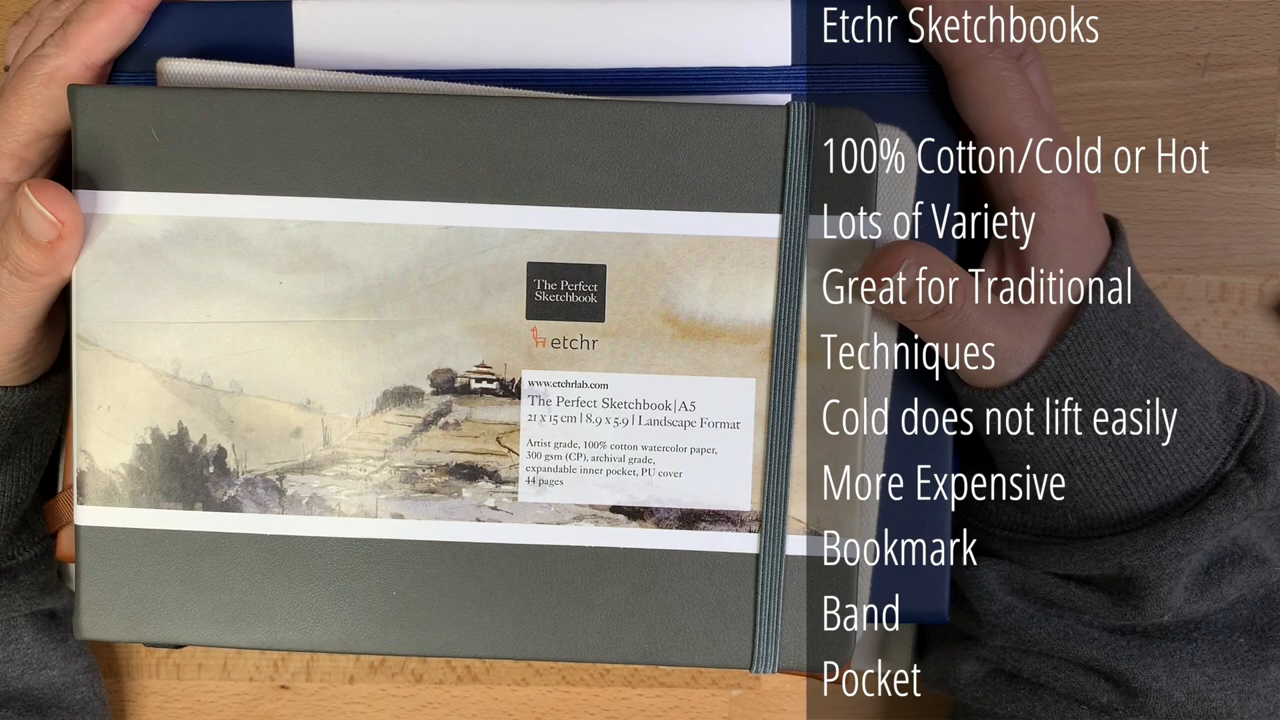 Etchr Sketchbooks
100% Cotton/Cold or Hot
Lots of Variety
Great for Traditional
Techniques
Cold does not lift easily
More Expensive
Bookmark
Band
Pocket
The Perfect
Sketchbook
etchr
www.etchrlab.com
The Perfect Sketchbook|A5
21 x 15 cm | 8.9 x 5.9 | Landscape Format
Artist grade, 100% cotton watercolor paper,
300 gsm (CP), archival grade,
expandable inner pocket, PU cover
44 pages